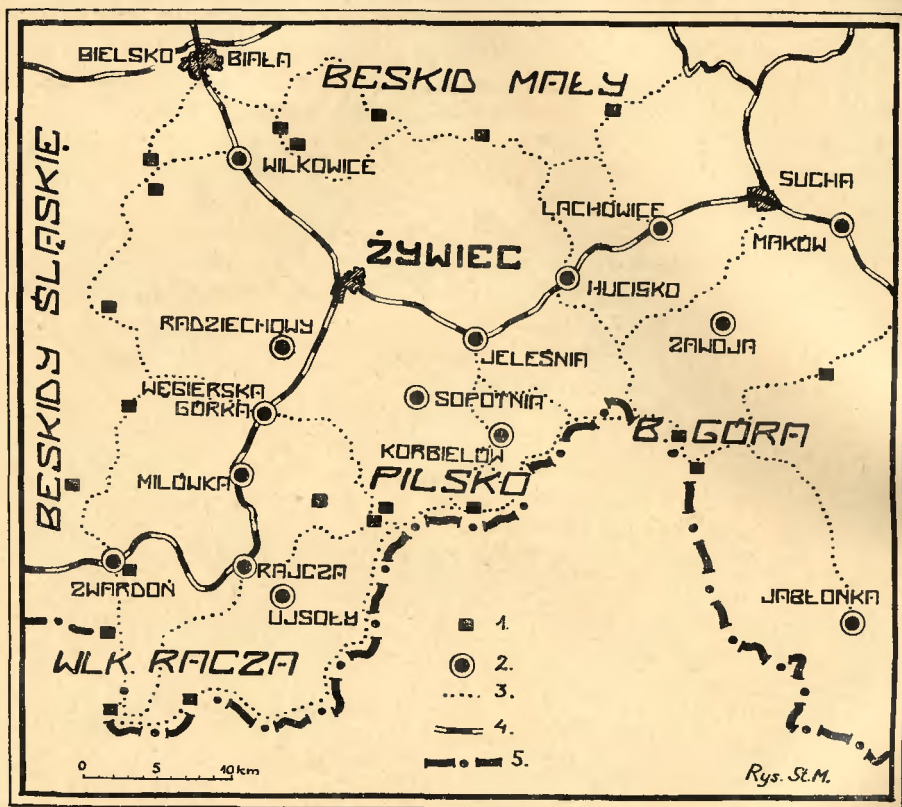 BIELSKO BIAŁA
BESKID MAŁY
BESKIDY ŚLĄSKIE
WILKOWICE
SUCHA
LACHOWICE
MAKÓW
ŻYWIEC
HUCISKO
RADZIECHOWY
ZAWOJA
JELEŚNIA
WĘGIERSKA
GÓRKA
SOPOTNIA
B. GÓRA
KORBIELÓW
MILÓWKA
PILSKO
ZWARDOŃ
RAJCZA
UJSOŁY
JABŁONKA
WLK. RACZA
1.
2.
3.
4.
5.
0 5 10 km
Rys. St. M.